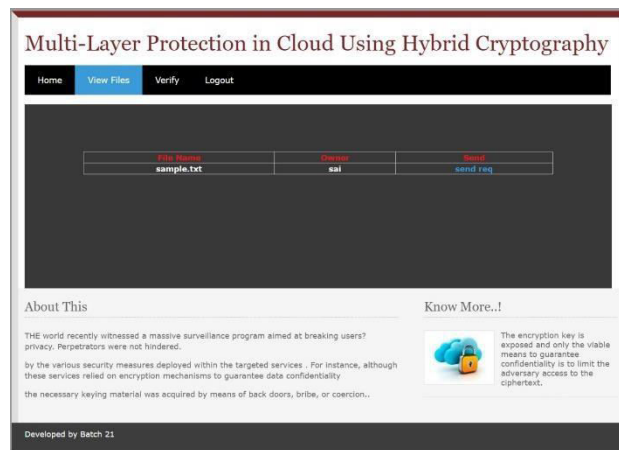 Multi-Layer Protection in Cloud Using Hybrid Cryptography
Home View Files Verify Logout
File Name Owner Send
sample.txt sai send req
About This
THE world recently witnessed a massive surveillance program aimed at breaking users?
privacy. Perpetrators were not hindered.
by the various security measures deployed within the targeted services . For instance, although
these services relied on encryption mechanisms to guarantee data confidentiality
the necessary keying material was acquired by means of back doors, bribe, or coercion..
Know More..!
The encryption key is
exposed and only the viable
means to guarantee
confidentiality is to limit the
adversary access to the
ciphertext.
Developed by Batch 21